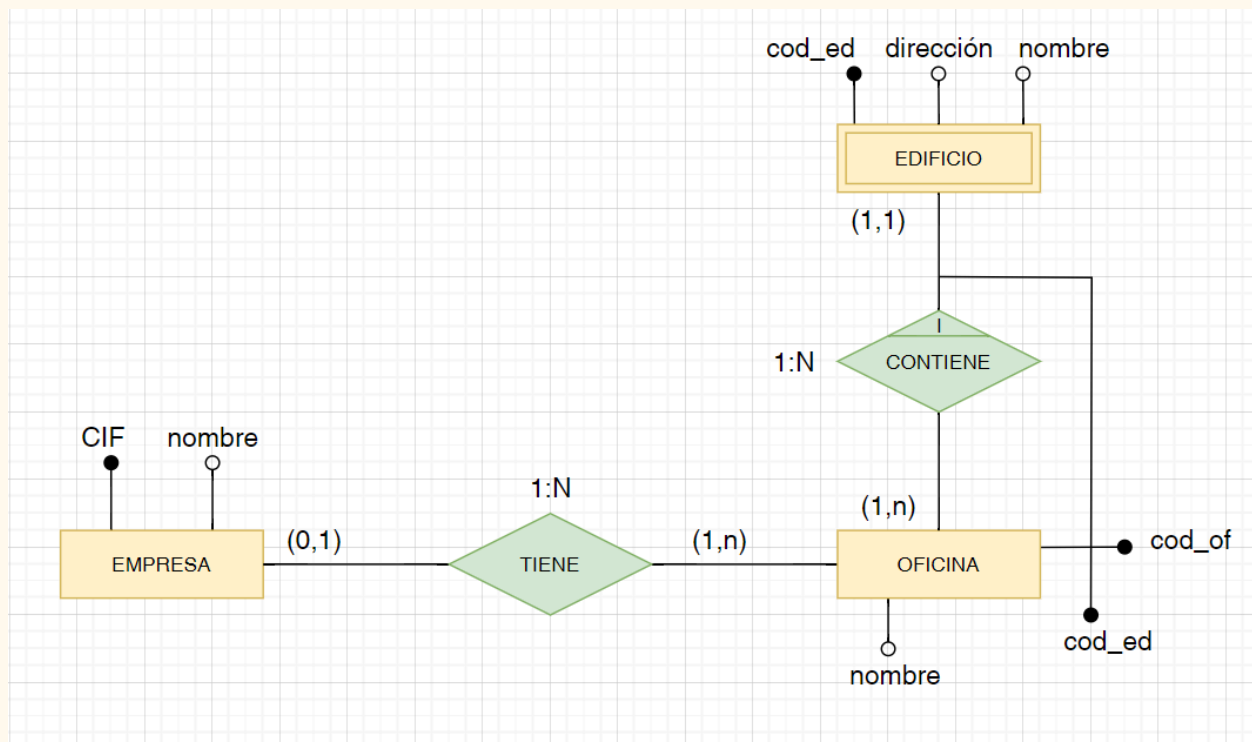 cod_ed dirección nombre
EDIFICIO
(1,1)
I
1:N CONTIENE
CIF nombre
1:N
(1,n)
(0,1) (1,n) cod_of
EMPRESA TIENE OFICINA
cod_ed
nombre